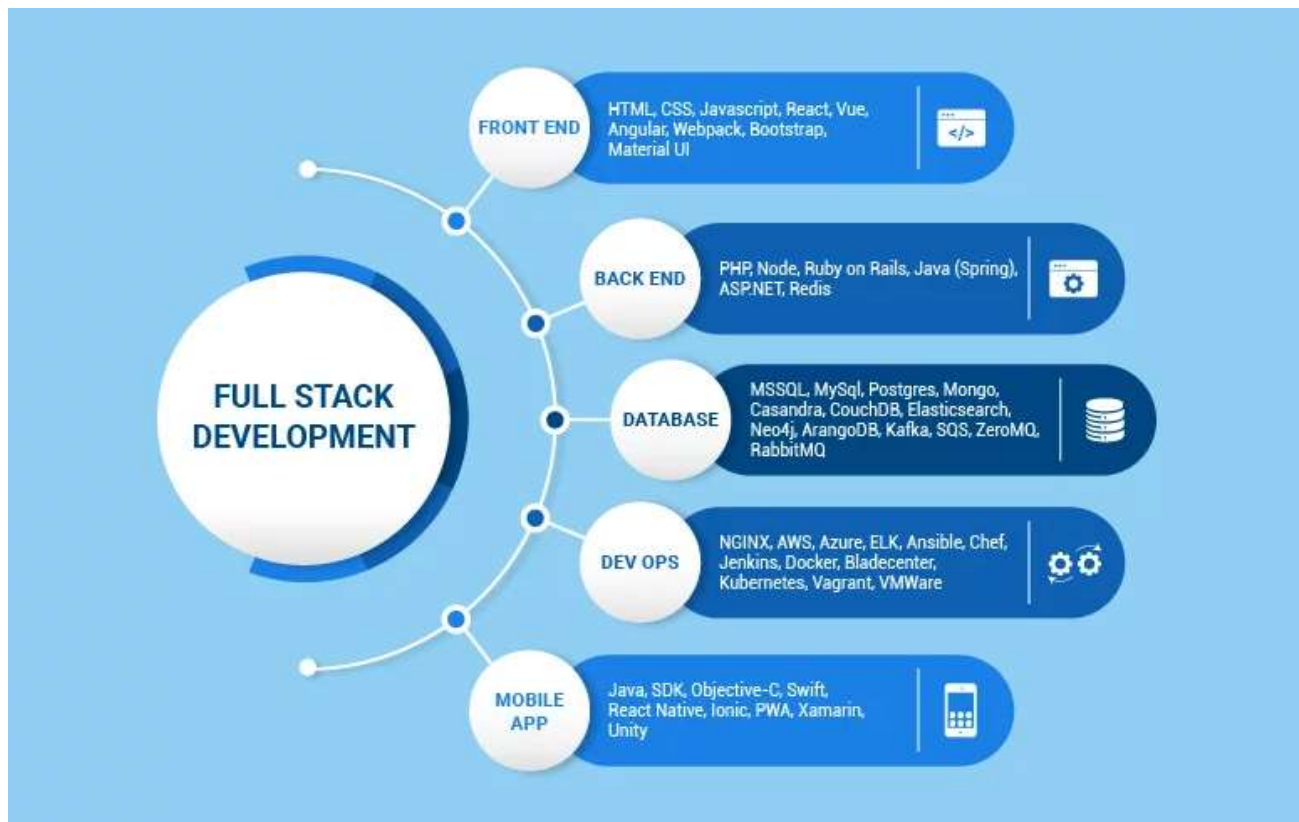 FULL STACK
DEVELOPMENT
FRONT END
HTML, CSS, Javascript, React, Vue,
Angular, Webpack, Bootstrap,
Material UI
</>
BACK END
PHP, Node, Ruby on Rails, Java (Spring),
ASP.NET, Redis
DATABASE
MSSQL, MySql, Postgres, Mongo,
Casandra, CouchDB, Elasticsearch,
Neo4j, ArangoDB, Kafka, SQS, ZeroMQ,
RabbitMQ
DEV OPS
NGINX, AWS, Azure, ELK, Ansible, Chef,
Jenkins, Docker, Bladecenter,
Kubernetes, Vagrant, VMWare
MOBILE
APP
Java, SDK, Objective-C, Swift,
React Native, Ionic, PWA, Xamarin,
Unity